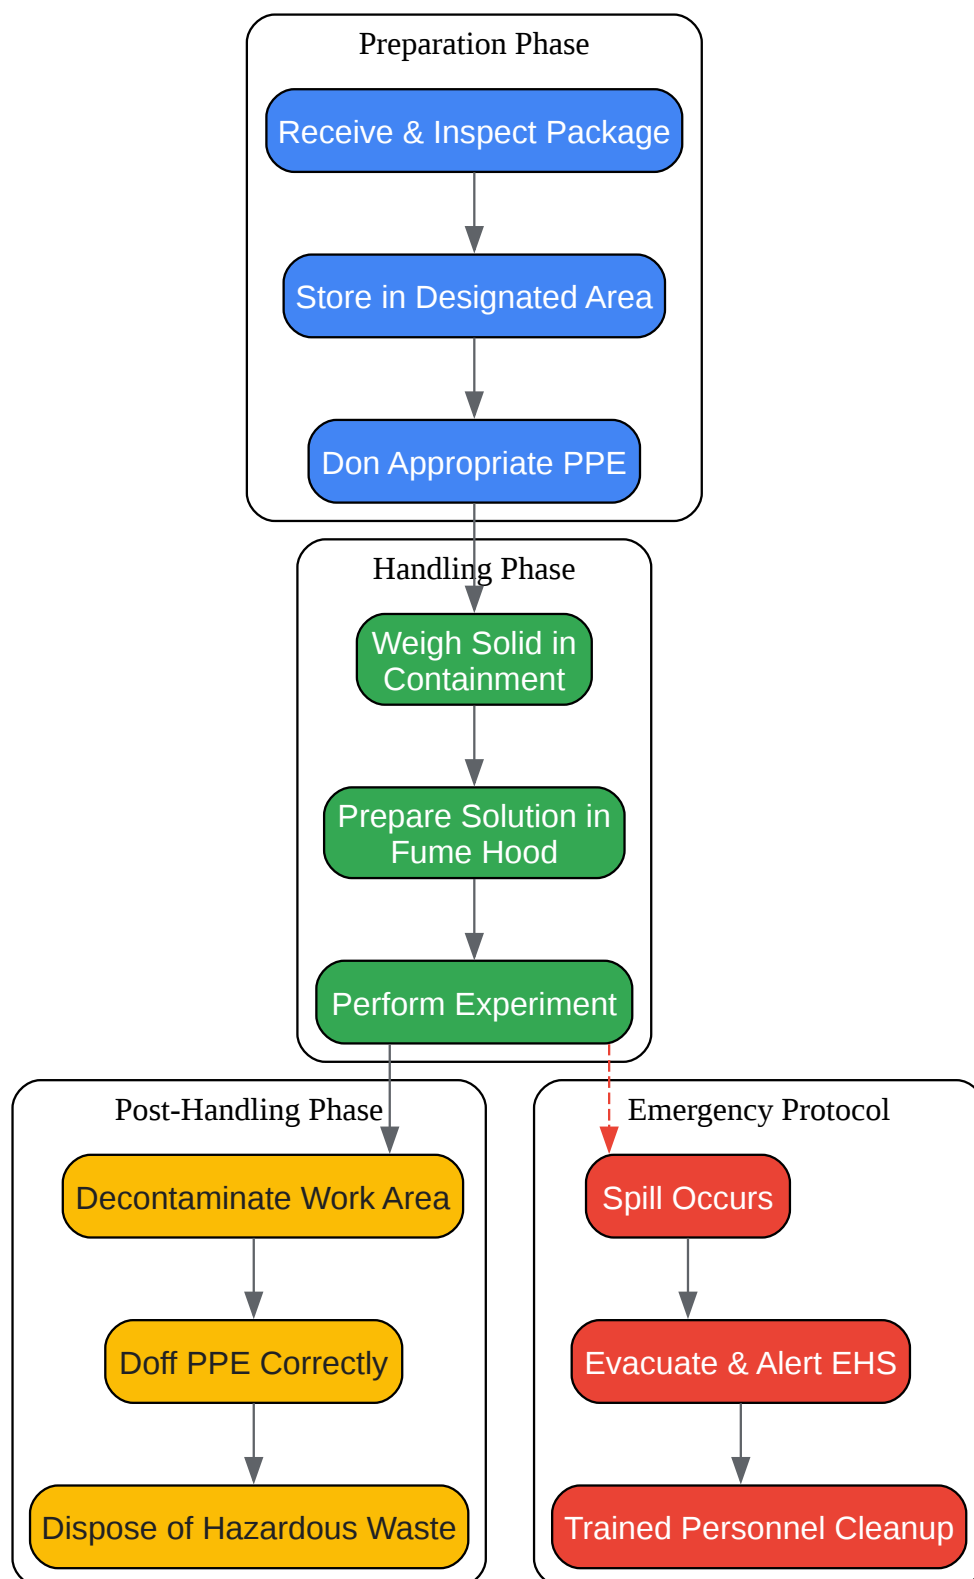 Preparation Phase
Receive & Inspect Package
Store in Designated Area
Don Appropriate PPE
Handling Phase
Weigh Solid in
Containment
Prepare Solution in
Fume Hood
Perform Experiment
Post-Handling Phase
Decontaminate Work Area
Doff PPE Correctly
Dispose of Hazardous Waste
Emergency Protocol
Spill Occurs
Evacuate & Alert EHS
Trained Personnel Cleanup